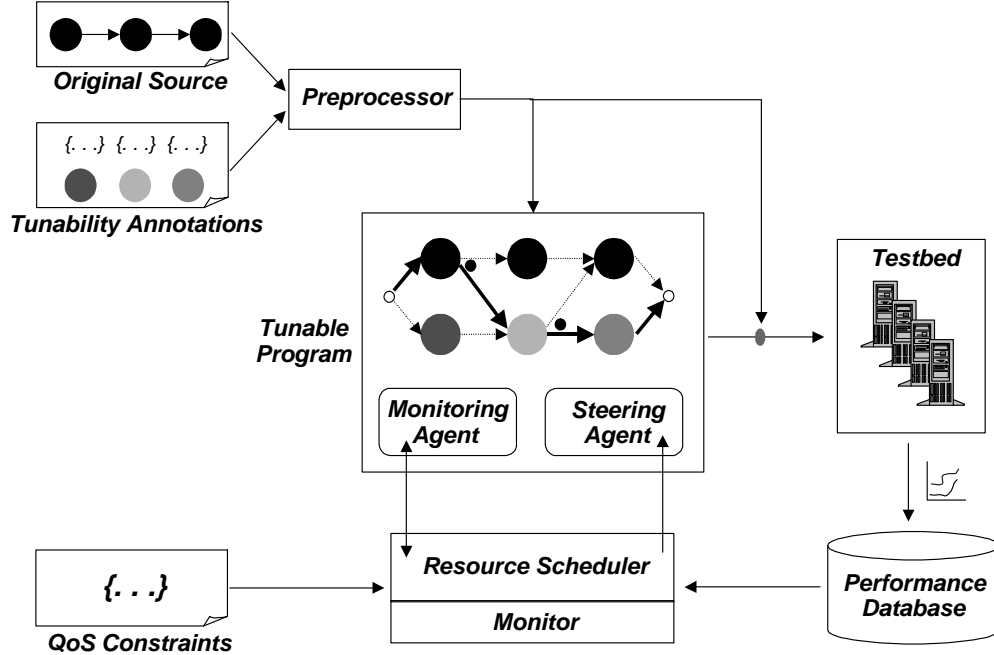 Original Source
Preprocessor
{. . .} {. . .} {. . .}
Tunability Annotations
Testbed
Tunable
Program
Monitoring
Agent
Steering
Agent
Resource Scheduler
Monitor
{. . .}
QoS Constraints
Performance
Database